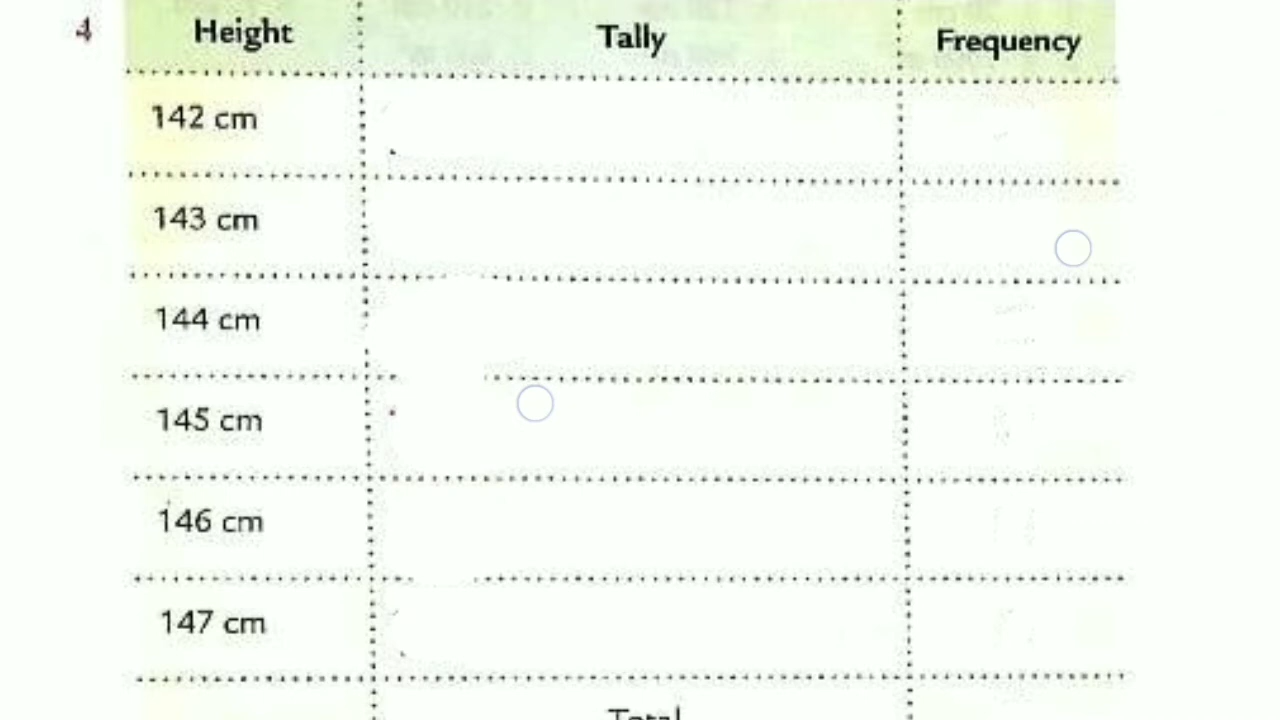 4 Height Tally Frequency
142 cm
143 cm
144 cm
145 cm
146 cm
147 cm
Total